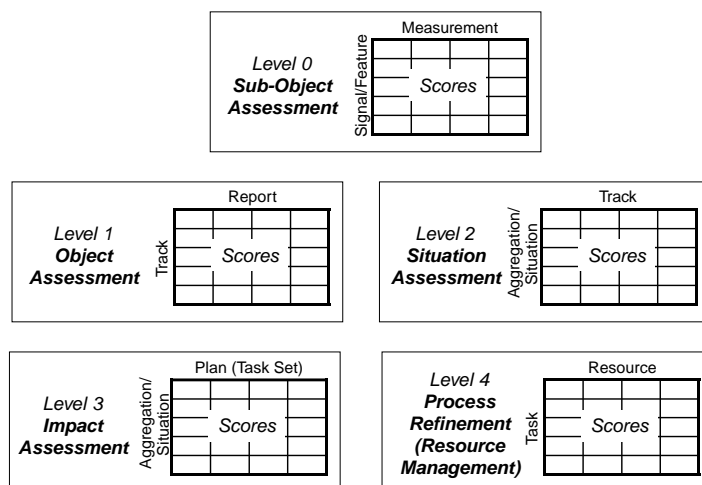 Level 0
Sub-Object
Assessment
Measurement
Signal/Feature
Scores
Level 1
Object
Assessment
Report
Track
Scores
Level 2
Situation
Assessment
Track
Aggregation/
Situation
Scores
Level 3
Impact
Assessment
Plan (Task Set)
Aggregation/
Situation
Scores
Level 4
Process
Refinement
(Resource
Management)
Resource
Task
Scores